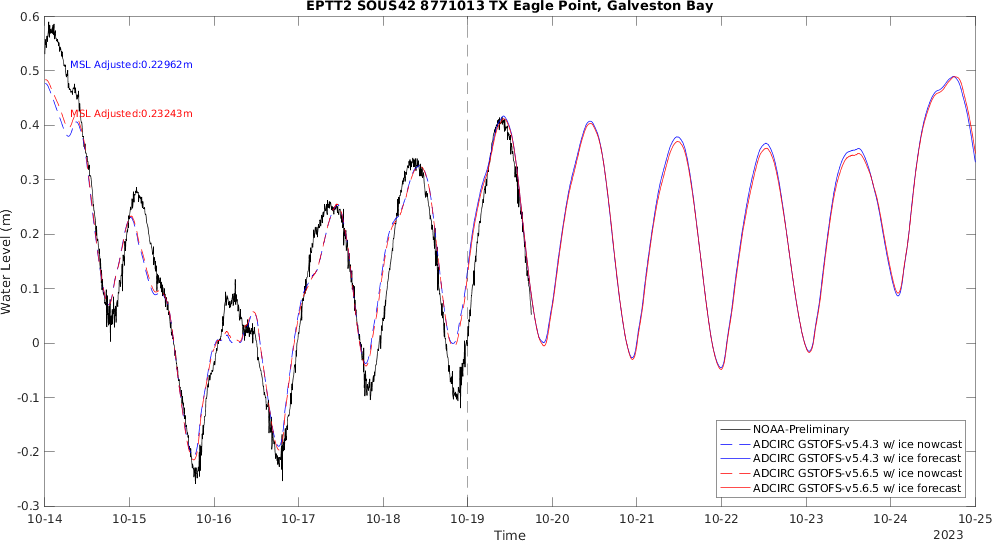 EPTT2 SOUS42 8771013 TX Eagle Point, Galveston Bay
0.6
0.5
0.4
0.3
0.2
0.1
0
-0.1
-0.2
-0.3
Water Level (m)
MSL Adjusted:0.22962m
MSL Adjusted:0.23243m
NOAA-Preliminary
ADCIRC GSTOFS-v5.4.3 w/ ice nowcast
ADCIRC GSTOFS-v5.4.3 w/ ice forecast
ADCIRC GSTOFS-v5.6.5 w/ ice nowcast
ADCIRC GSTOFS-v5.6.5 w/ ice forecast
10-14 10-15 10-16 10-17 10-18 10-19 10-20 10-21 10-22 10-23 10-24 10-25
Time
2023